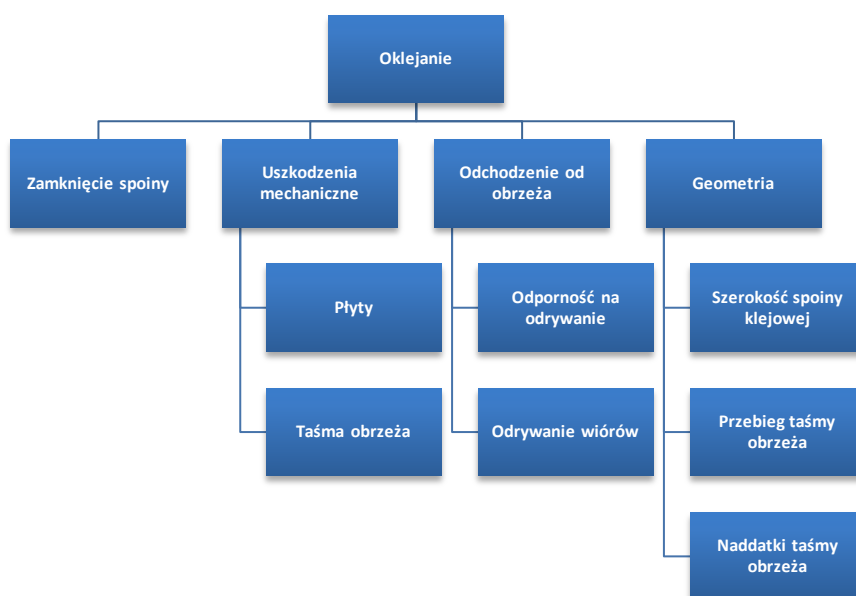 Oklejanie
Zamknięcie spoiny
Uszkodzenia
mechaniczne
Odchodzenie od
obrzeża
Geometria
Płyty
Odporność na
odrywanie
Szerokość spoiny
klejowej
Taśma obrzeża
Odrywanie wiórów
Przebieg taśmy
obrzeża
Naddatki taśmy
obrzeża